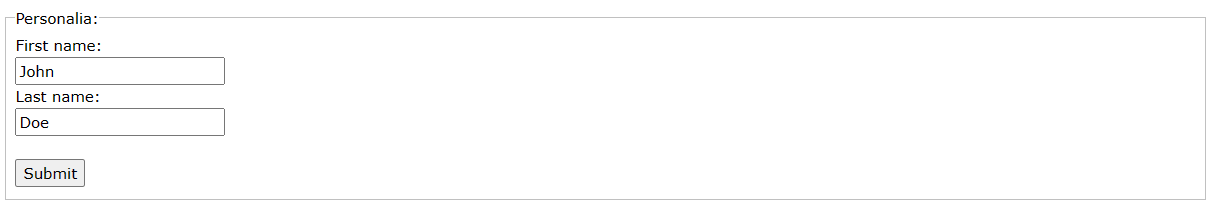 Personalia:
First name:
John
Last name:
Doe
Submit